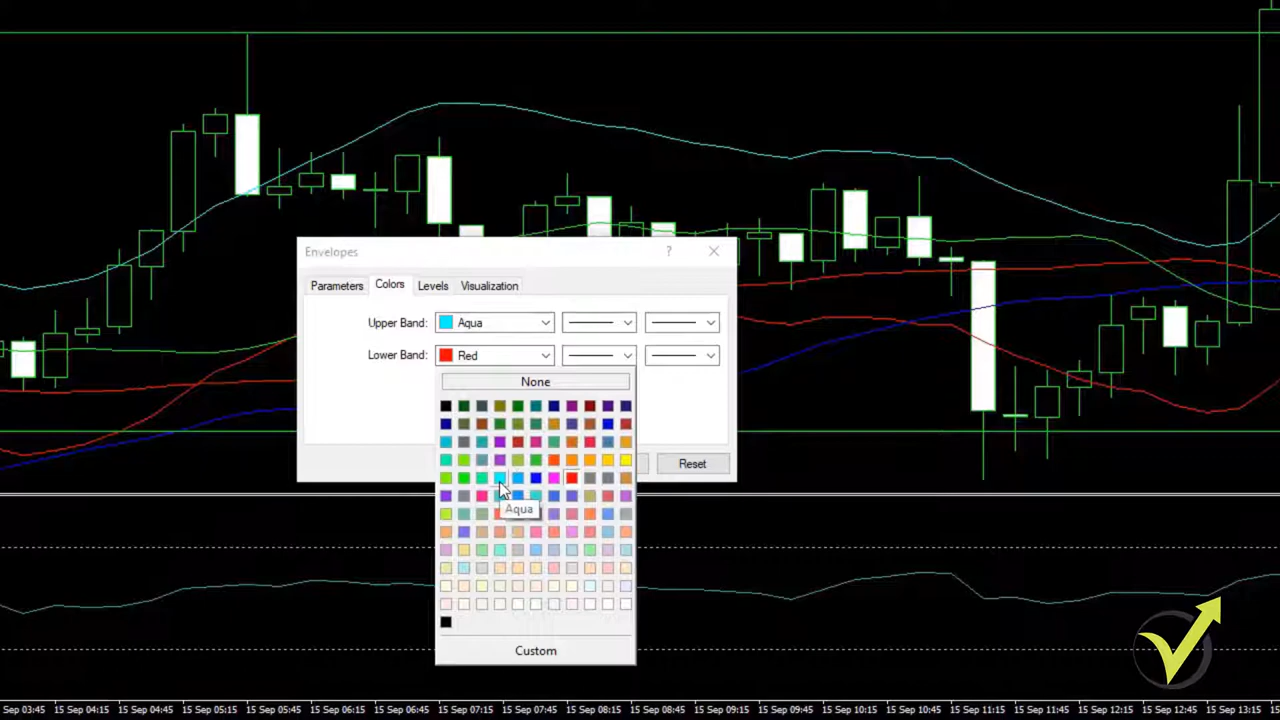 Envelopes ?
Parameters Colors Levels Visualization
Upper Band: Aqua
Lower Band: Red
None
Reset
Aqua
Custom
Sep 03:45 15 Sep 04:15 15 Sep 04:45 15 Sep 05:15 15 Sep 05:45 15 Sep 06:15 15 Sep 06:45 15 Sep 07:15 15 Sep 07:45 15 Sep 08:15 15 Sep 08:45 15 Sep 09:15 15 Sep 09:45 15 Sep 10:15 15 Sep 10:45 15 Sep 11:15 15 Sep 11:45 15 Sep 12:15 15 Sep 12:45 15 Sep 13:15 15